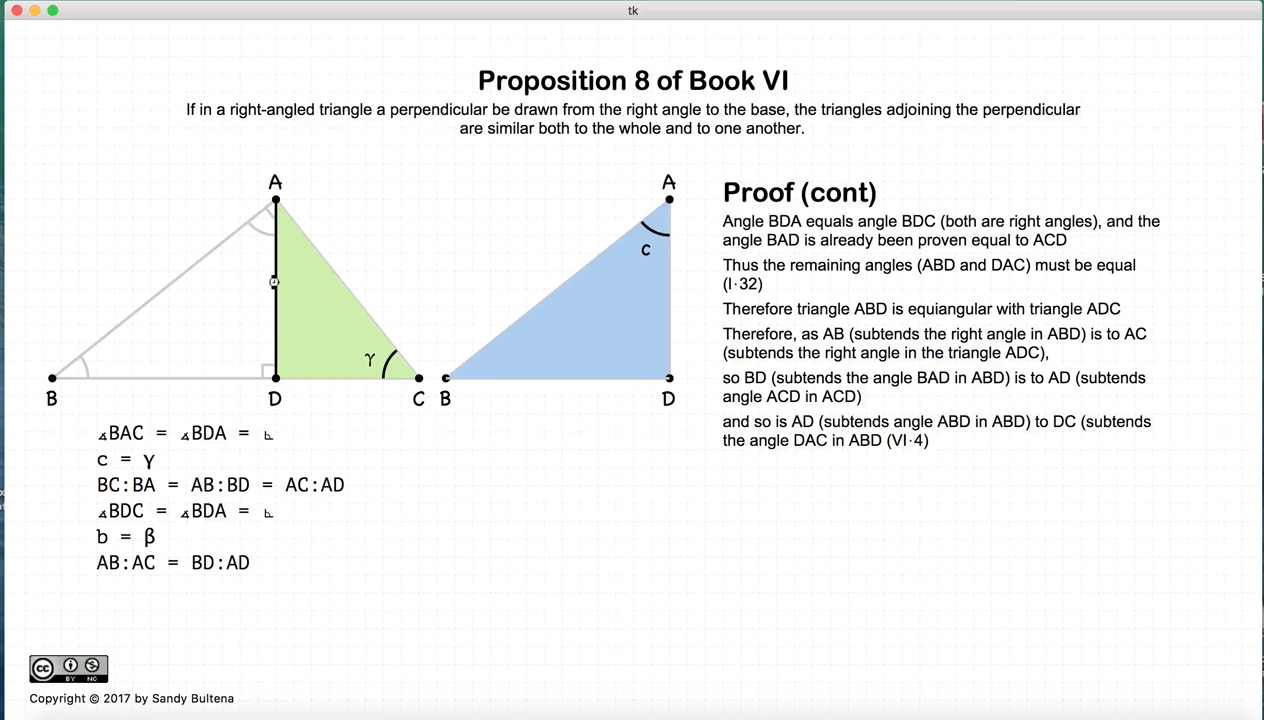 tk
Proposition 8 of Book VI
If in a right-angled triangle a perpendicular be drawn from the right angle to the base, the triangles adjoining the perpendicular
are similar both to the whole and to one another.
A
B
D
C
γ
A
c
B
D
∡BAC = ∡BDA = ⊾
c = γ
BC:BA = AB:BD = AC:AD
∡BDC = ∡BDA = ⊾
b = β
AB:AC = BD:AD
Proof (cont)
Angle BDA equals angle BDC (both are right angles), and the
angle BAD is already been proven equal to ACD
Thus the remaining angles (ABD and DAC) must be equal
(I·32)
Therefore triangle ABD is equiangular with triangle ADC
Therefore, as AB (subtends the right angle in ABD) is to AC
(subtends the right angle in the triangle ADC),
so BD (subtends the angle BAD in ABD) is to AD (subtends
angle ACD in ACD)
and so is AD (subtends angle ABD in ABD) to DC (subtends
the angle DAC in ABD (VI·4)
cc
BY NC
Copyright © 2017 by Sandy Bultena